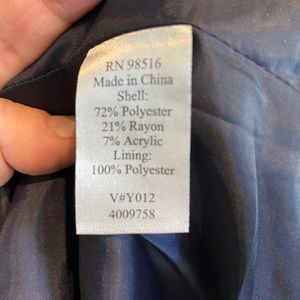 RN 98516
Made in China
Shell:
72% Polyester
21% Rayon
7% Acrylic
Lining:
100% Polyester
V#Y012
4009758